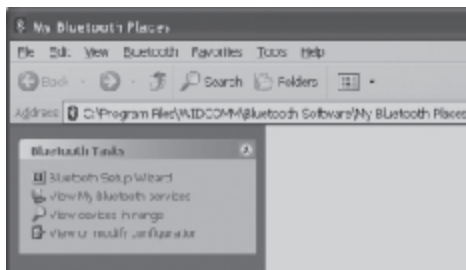 My Bluetooth Places
File Edit View Bluetooth Favorites Tools Help
Back Search Folders
Address C:\Program Files\WIDCOMM\Bluetooth Software\My Bluetooth Places
Bluetooth Tasks
Bluetooth Setup Wizard
View My Bluetooth services
View devices in range
View or modify configuration